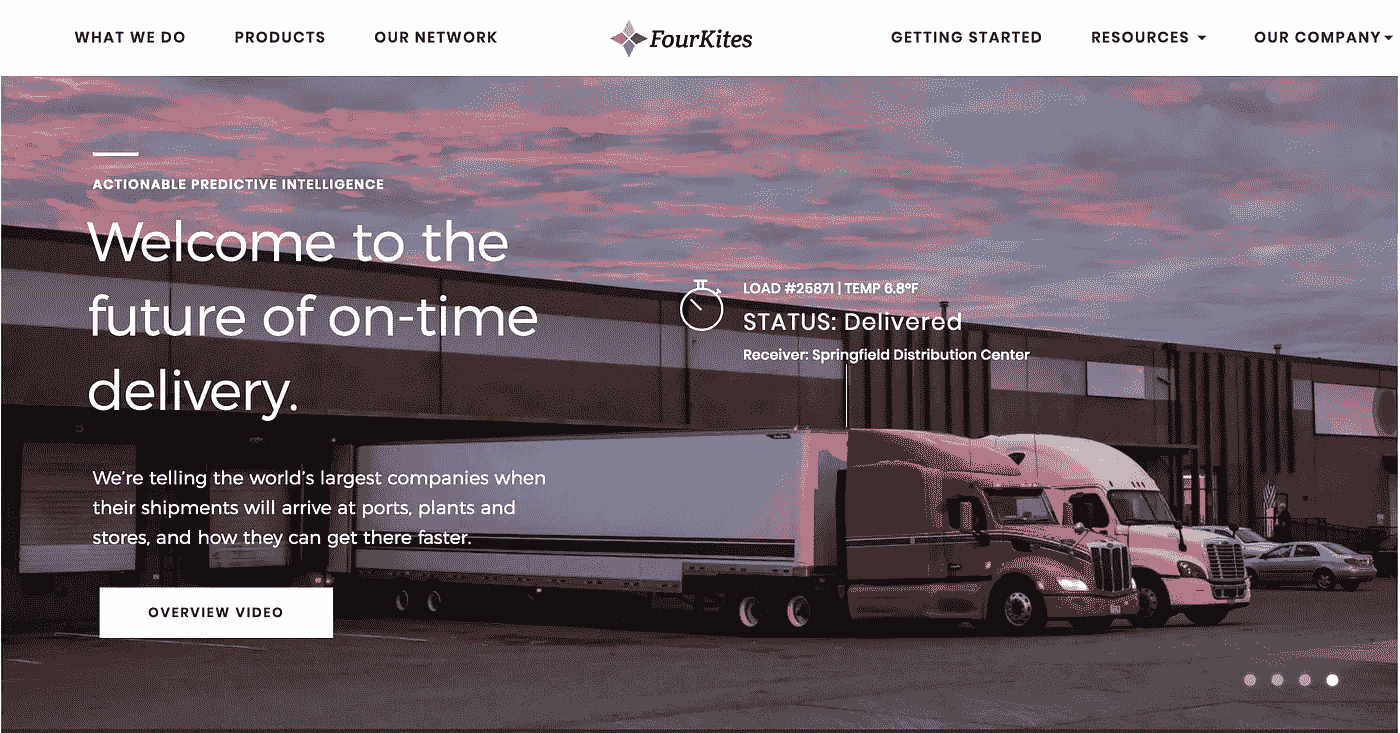 WHAT WE DO
PRODUCTS
OUR NETWORK
FourKites
GETTING STARTED
RESOURCES
OUR COMPANY
ACTIONABLE PREDICTIVE INTELLIGENCE
Welcome to the
future of on-time
delivery.
LOAD #25871 | TEMP 6.8°F
STATUS: Delivered
Receiver: Springfield Distribution Center
We're telling the world's largest companies when
their shipments will arrive at ports, plants and
stores, and how they can get there faster.
OVERVIEW VIDEO